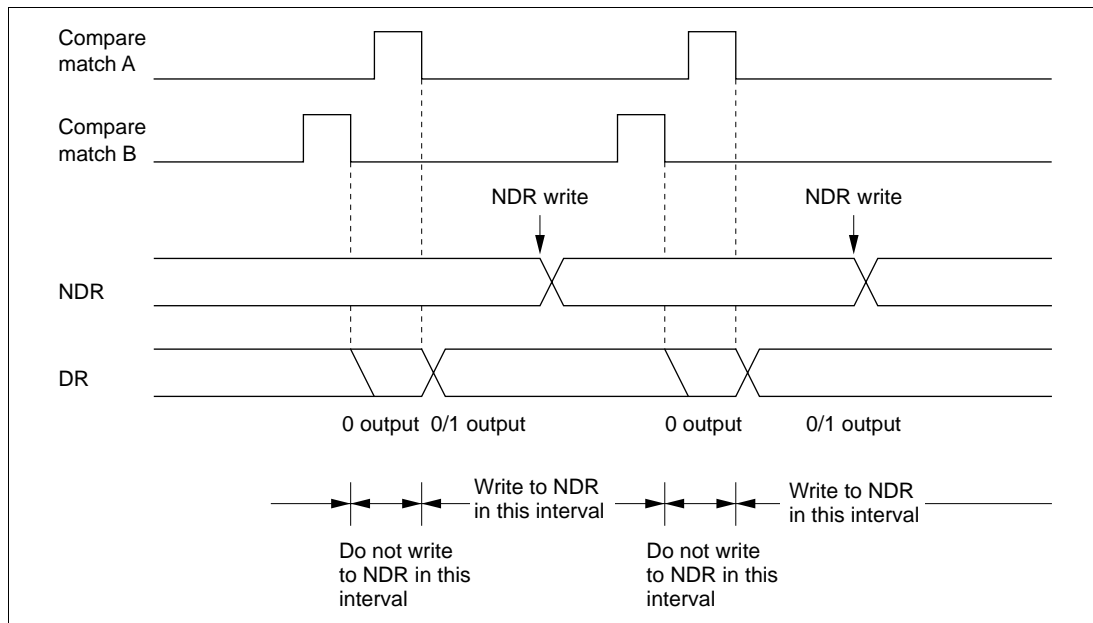 Compare
match A
Compare
match B
NDR write
NDR write
NDR
DR
0 output 0/1 output
0 output
0/1 output
Write to NDR
in this interval
Write to NDR
in this interval
Do not write
to NDR in this
interval
Do not write
to NDR in this
interval